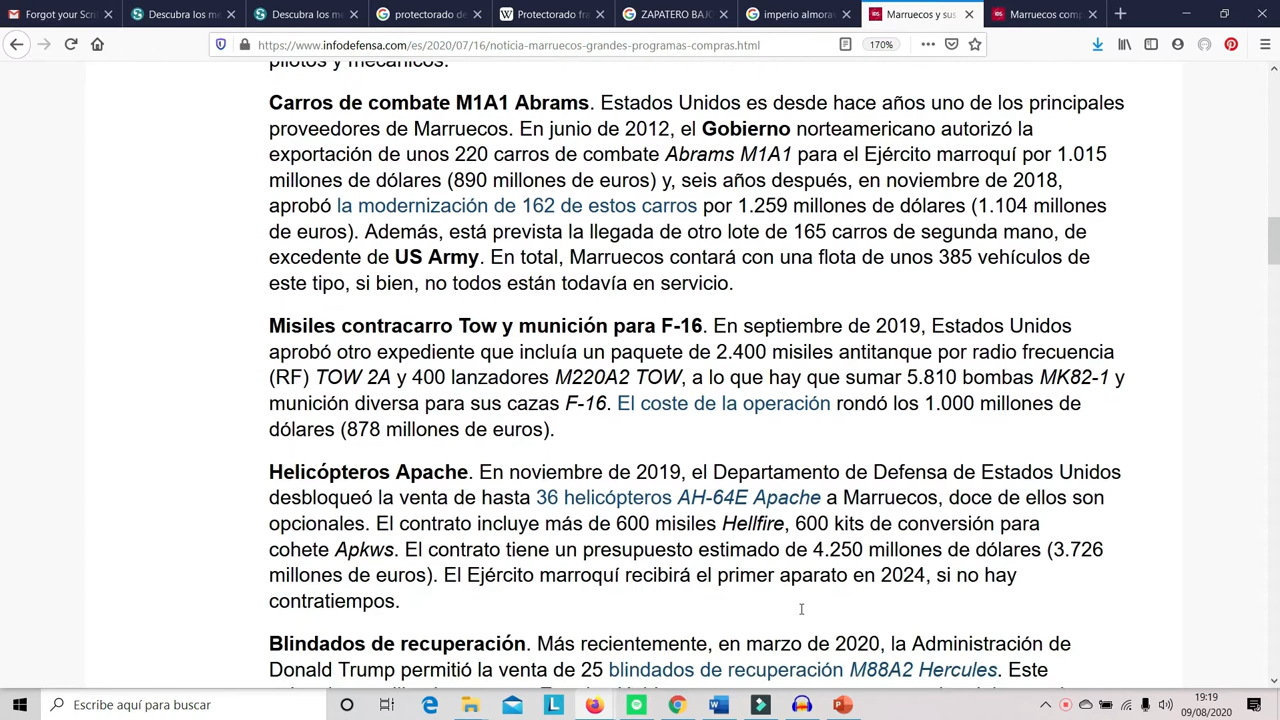 Forgot your Scri
Descubra los me
Descubra los me
protectorado de
Protectorado fra
ZAPATERO BAJO
imperio almorav
Marruecos y sus
Marruecos comp
https://www.infodefensa.com/es/2020/07/16/noticia-marruecos-grandes-programas-compras.html
170%
pilotos y mecánicos.
Carros de combate M1A1 Abrams. Estados Unidos es desde hace años uno de los principales
proveedores de Marruecos. En junio de 2012, el Gobierno norteamericano autorizó la
exportación de unos 220 carros de combate Abrams M1A1 para el Ejército marroquí por 1.015
millones de dólares (890 millones de euros) y, seis años después, en noviembre de 2018,
aprobó la modernización de 162 de estos carros por 1.259 millones de dólares (1.104 millones
de euros). Además, está prevista la llegada de otro lote de 165 carros de segunda mano, de
excedente de US Army. En total, Marruecos contará con una flota de unos 385 vehículos de
este tipo, si bien, no todos están todavía en servicio.
Misiles contracarro Tow y munición para F-16. En septiembre de 2019, Estados Unidos
aprobó otro expediente que incluía un paquete de 2.400 misiles antitanque por radio frecuencia
(RF) TOW 2A y 400 lanzadores M220A2 TOW, a lo que hay que sumar 5.810 bombas MK82-1 y
munición diversa para sus cazas F-16. El coste de la operación rondó los 1.000 millones de
dólares (878 millones de euros).
Helicópteros Apache. En noviembre de 2019, el Departamento de Defensa de Estados Unidos
desbloqueó la venta de hasta 36 helicópteros AH-64E Apache a Marruecos, doce de ellos son
opcionales. El contrato incluye más de 600 misiles Hellfire, 600 kits de conversión para
cohete Apkws. El contrato tiene un presupuesto estimado de 4.250 millones de dólares (3.726
millones de euros). El Ejército marroquí recibirá el primer aparato en 2024, si no hay
contratiempos.
Blindados de recuperación. Más recientemente, en marzo de 2020, la Administración de
Donald Trump permitió la venta de 25 blindados de recuperación M88A2 Hercules. Este
Escribe aquí para buscar
19:19
09/08/2020